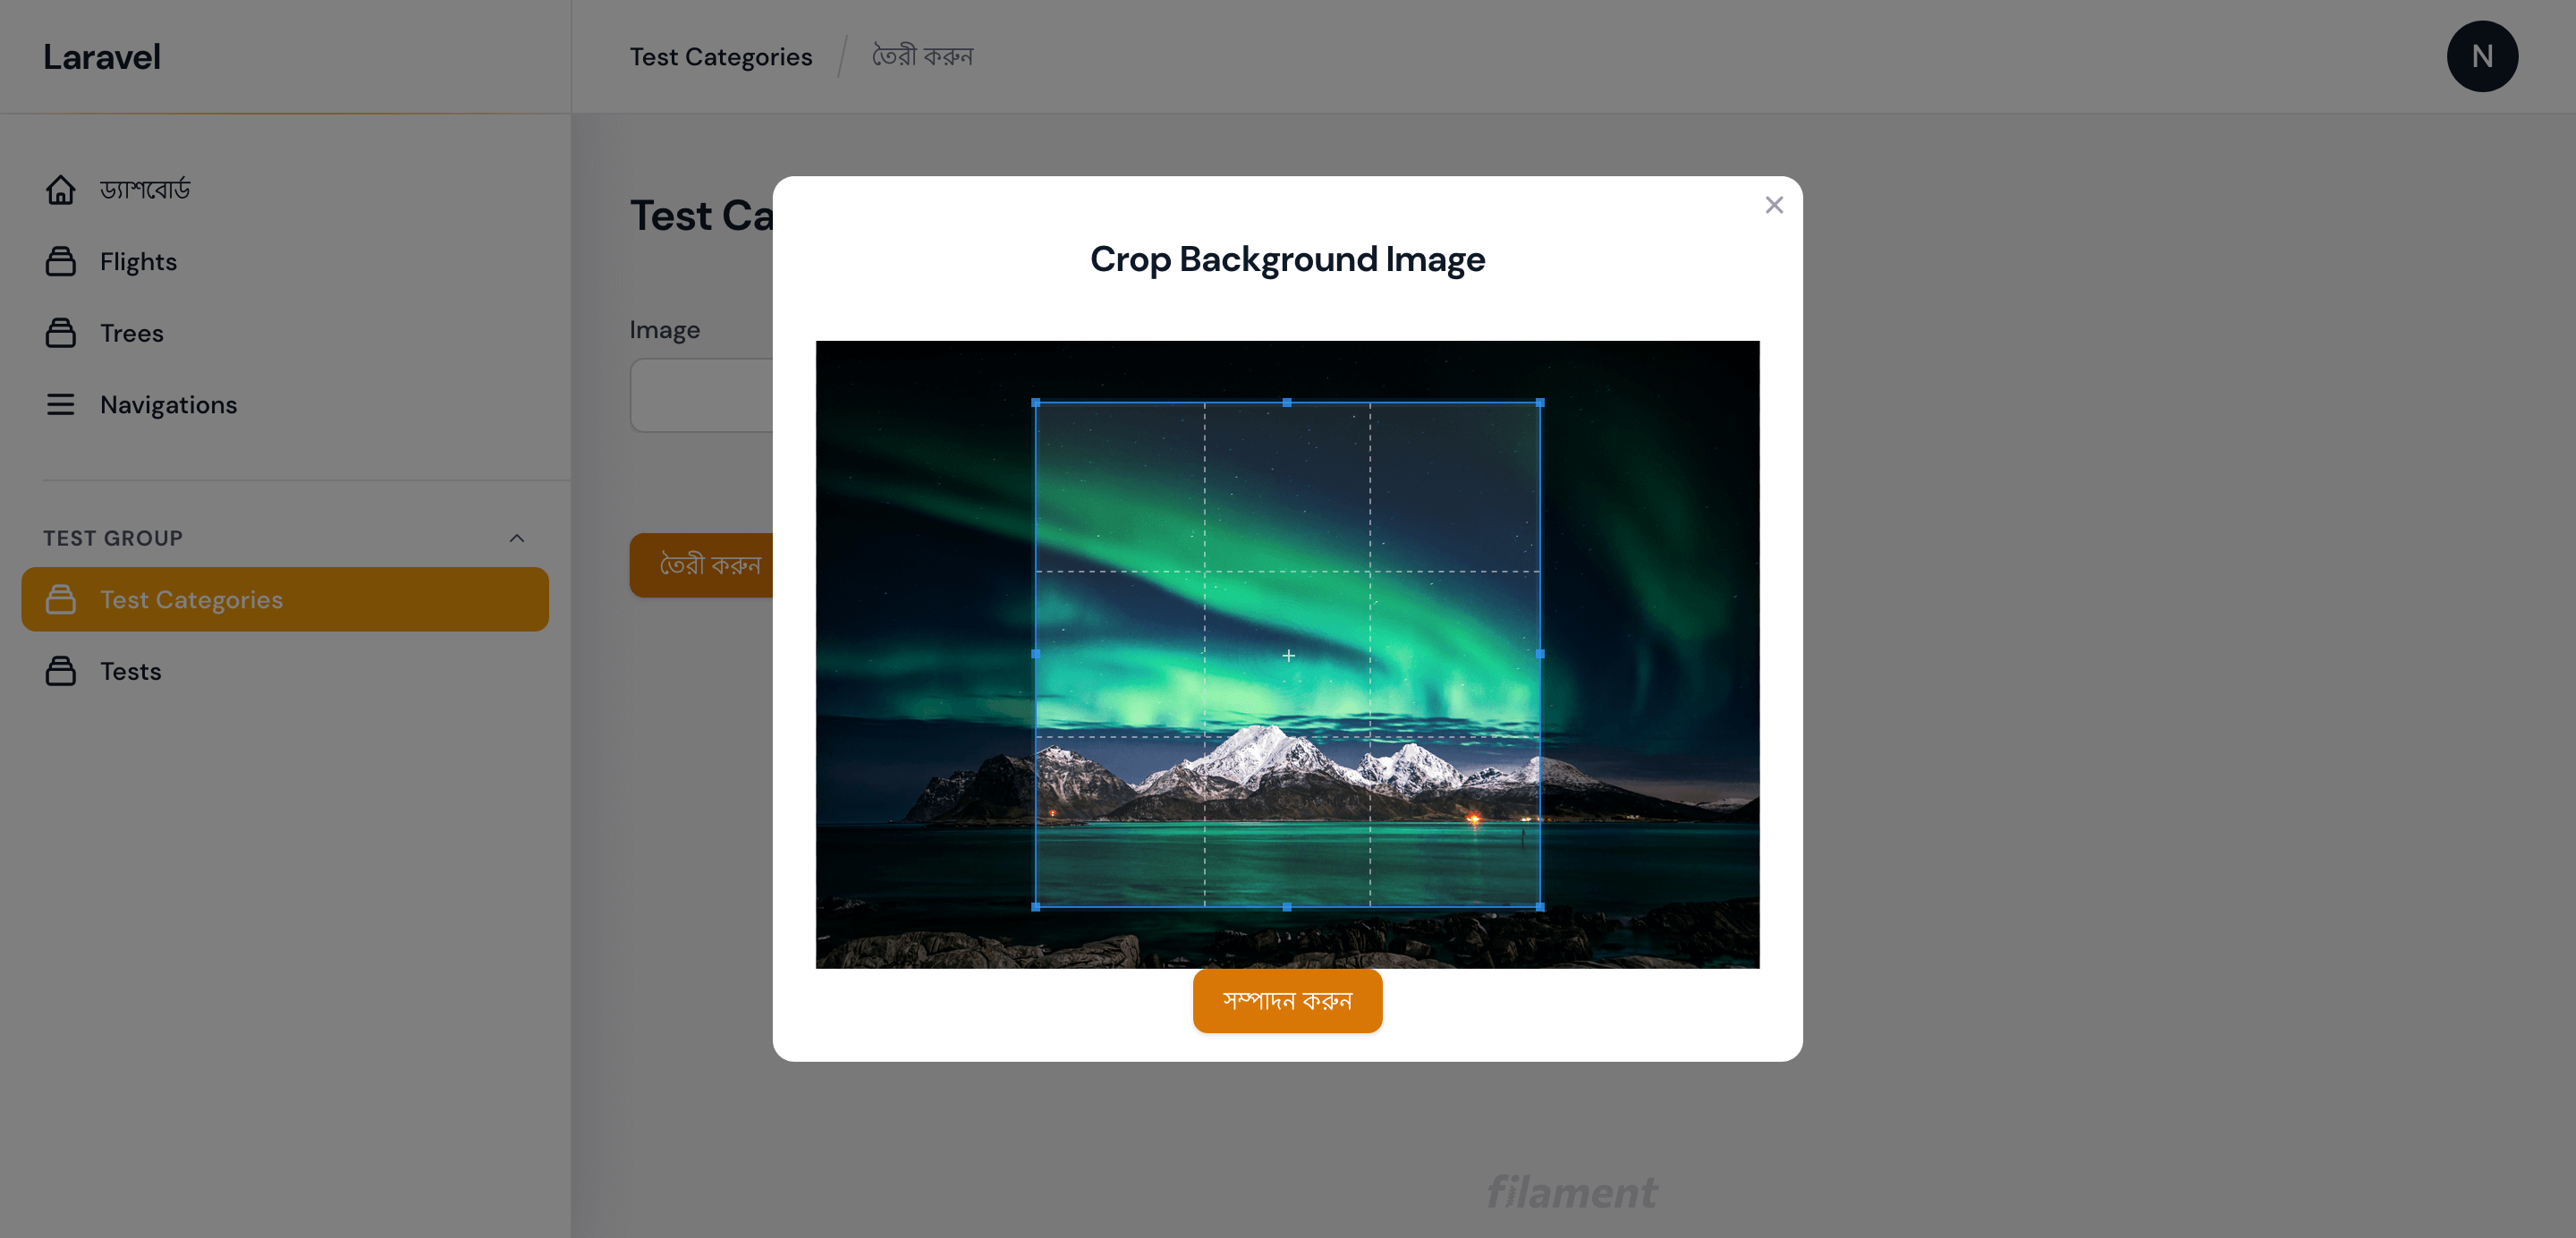 Laravel
Test Categories / তৈরী করুন
N
ড্যাশবোর্ড
Flights
Trees
Navigations
TEST GROUP
Test Categories
Tests
Test Ca
Image
তৈরী করুন
Crop Background Image
সম্পাদন করুন
filament